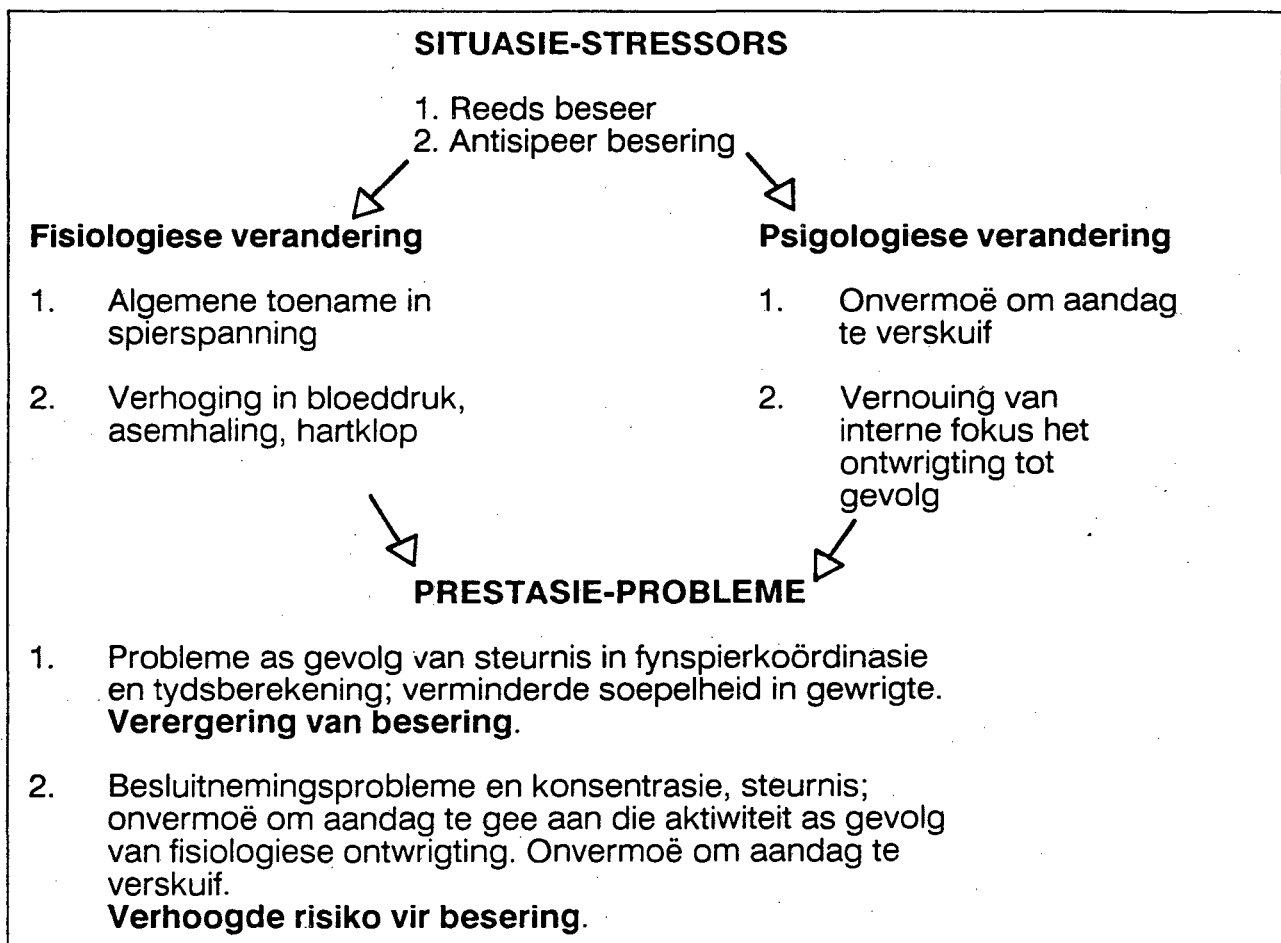 SITUASIE-STRESSORS
1. Reeds beseer
2. Antisipeer besering
Fisiologiese verandering
1. Algemene toename in
spierspanning
2. Verhoging in bloeddruk,
asemhaling, hartklop
Psigologiese verandering
1. Onvermoë om aandag
te verskuif
2. Vernouing van
interne fokus het
ontwrigting tot
gevolg
PRESTASIE-PROBLEME
1. Probleme as gevolg van steurnis in fynspierkoördinasie
en tydsberekening; verminderde soepelheid in gewrigte.
Verergering van besering.
2. Besluitnemingsprobleme en konsentrasie, steurnis;
onvermoë om aandag te gee aan die aktiwiteit as gevolg
van fisiologiese ontwrigting. Onvermoë om aandag te
verskuif.
Verhoogde risiko vir besering.